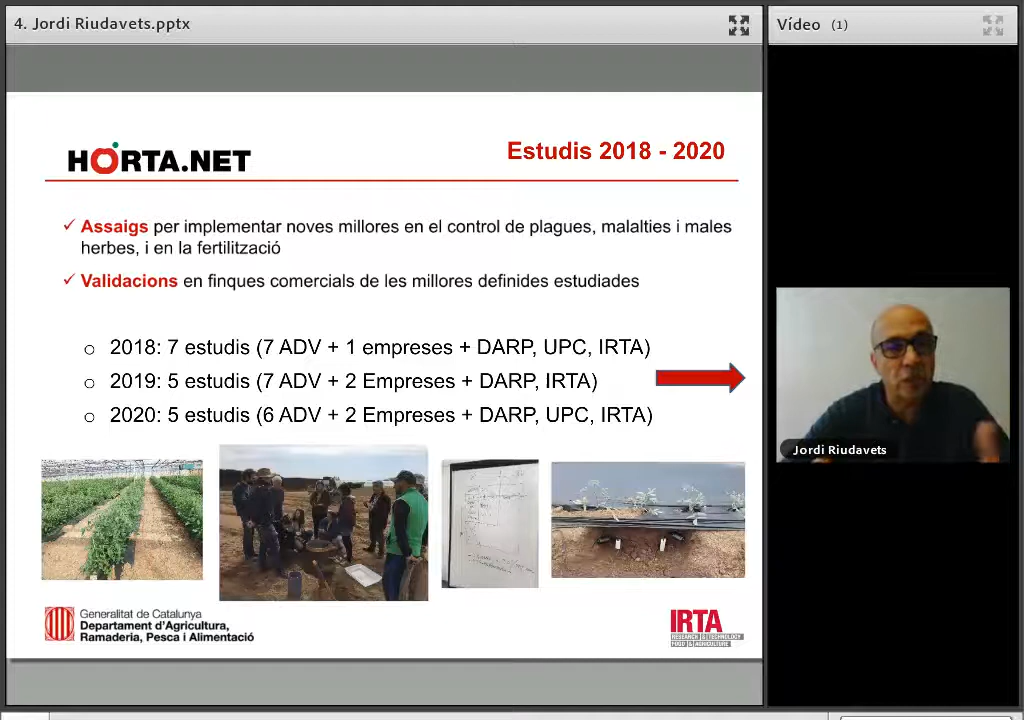 4. Jordi Riudavets.pptx
Vídeo (1)
HORTA.NET
Estudis 2018 - 2020
✓ Assaigs per implementar noves millores en el control de plagues, malalties i males
herbes, i en la fertilització
✓ Validacions en finques comercials de les millores definides estudiades
o 2018: 7 estudis (7 ADV + 1 empreses + DARP, UPC, IRTA)
o 2019: 5 estudis (7 ADV + 2 Empreses + DARP, IRTA)
o 2020: 5 estudis (6 ADV + 2 Empreses + DARP, UPC, IRTA)
Jordi Riudavets
Generalitat de Catalunya
Departament d'Agricultura,
Ramaderia, Pesca i Alimentació
IRTA
RESEARCH & TECHNOLOGY
FOOD & AGRICULTURE